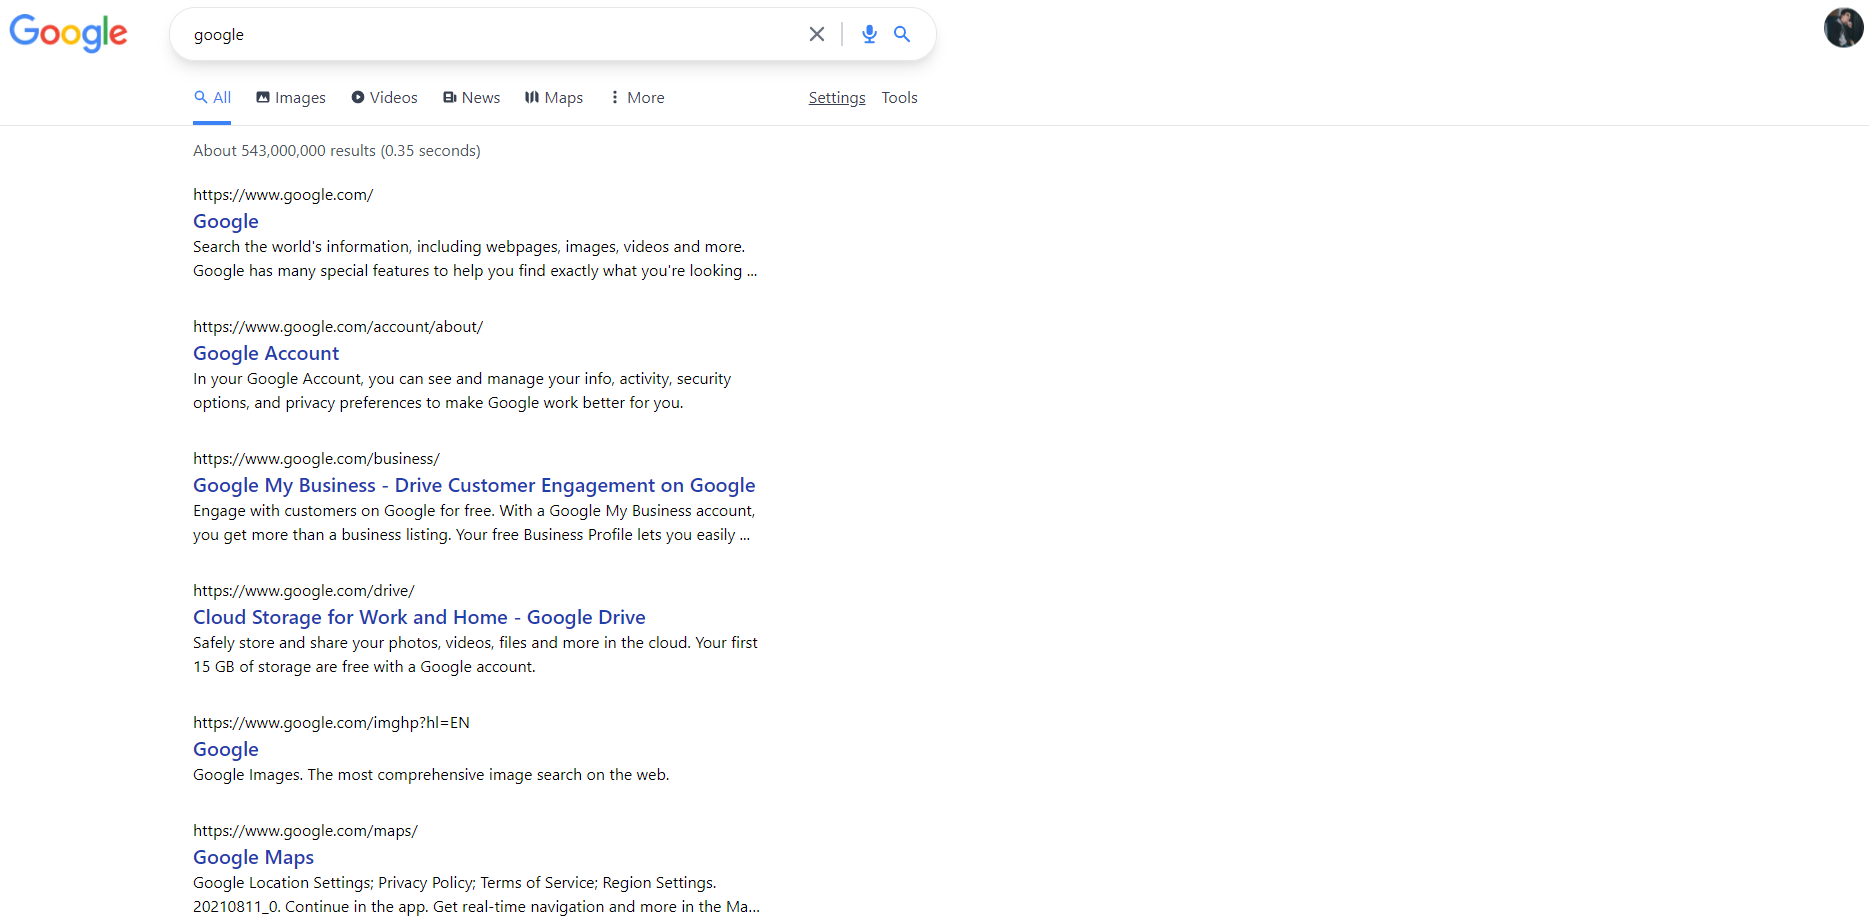 Google
google
All Images Videos News Maps More Settings Tools
About 543,000,000 results (0.35 seconds)
https://www.google.com/
Google
Search the world's information, including webpages, images, videos and more.
Google has many special features to help you find exactly what you're looking ...
https://www.google.com/account/about/
Google Account
In your Google Account, you can see and manage your info, activity, security
options, and privacy preferences to make Google work better for you.
https://www.google.com/business/
Google My Business - Drive Customer Engagement on Google
Engage with customers on Google for free. With a Google My Business account,
you get more than a business listing. Your free Business Profile lets you easily ...
https://www.google.com/drive/
Cloud Storage for Work and Home - Google Drive
Safely store and share your photos, videos, files and more in the cloud. Your first
15 GB of storage are free with a Google account.
https://www.google.com/imghp?hl=EN
Google
Google Images. The most comprehensive image search on the web.
https://www.google.com/maps/
Google Maps
Google Location Settings; Privacy Policy; Terms of Service; Region Settings.
20210811_0. Continue in the app. Get real-time navigation and more in the Ma...